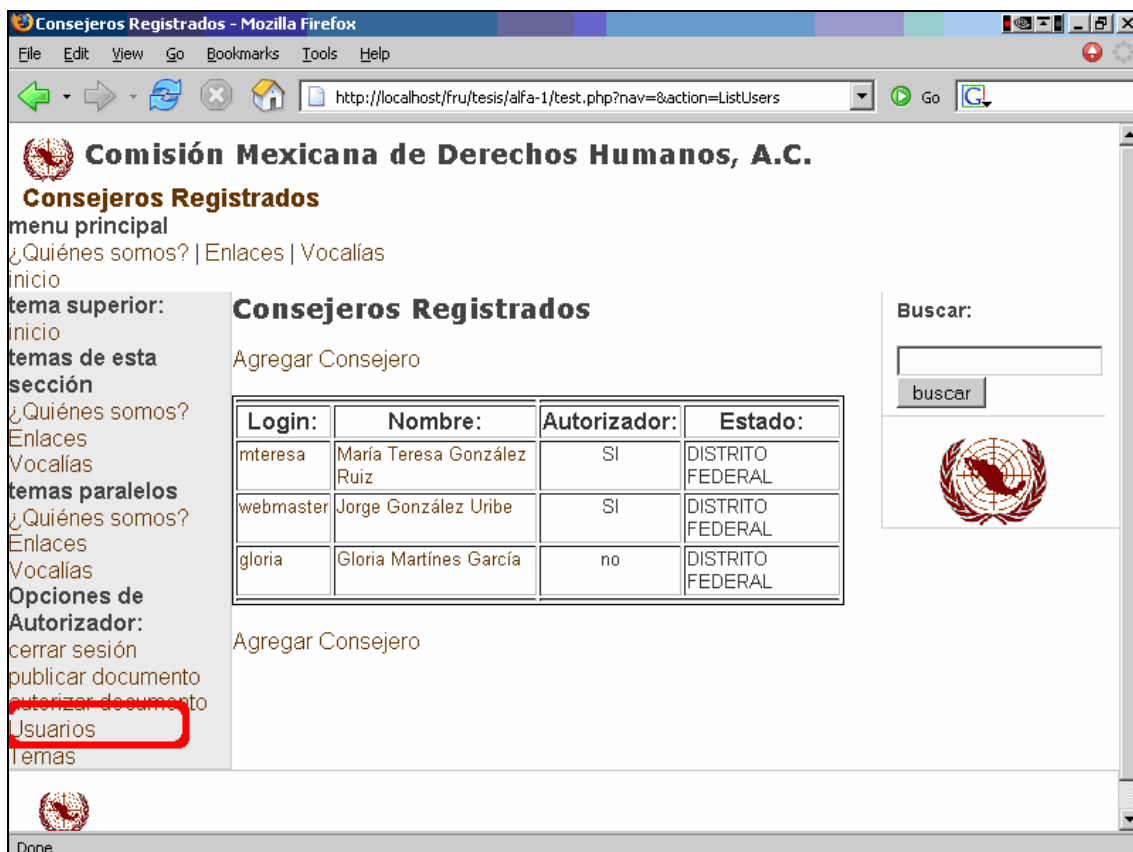 Consejeros Registrados - Mozilla Firefox
File Edit View Go Bookmarks Tools Help
http://localhost/fru/tesis/alfa-1/test.php?nav=&action=ListUsers Go G
Comisión Mexicana de Derechos Humanos, A.C.
Consejeros Registrados
menu principal
¿Quiénes somos? | Enlaces | Vocalías
inicio
tema superior:
inicio
temas de esta
sección
¿Quiénes somos?
Enlaces
Vocalías
temas paralelos
¿Quiénes somos?
Enlaces
Vocalías
Opciones de
Autorizador:
cerrar sesión
publicar documento
autorizar documento
Usuarios
Temas
Consejeros Registrados
Agregar Consejero
Login: Nombre: Autorizador: Estado:
mteresa María Teresa González SI DISTRITO
Ruiz FEDERAL
webmaster Jorge González Uribe SI DISTRITO
FEDERAL
gloria Gloria Martínes García no DISTRITO
FEDERAL
Agregar Consejero
Buscar:
buscar
Done